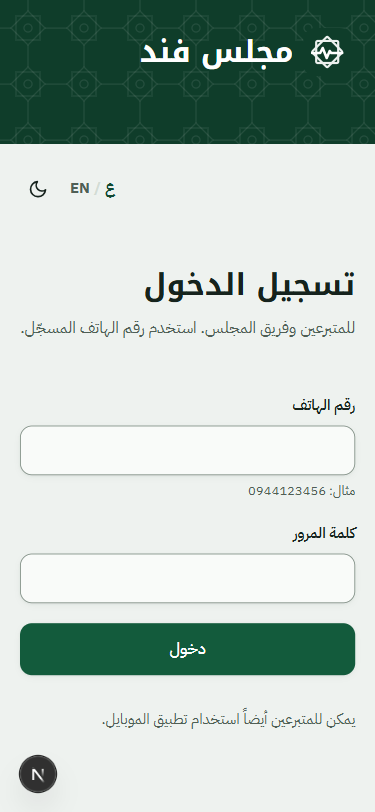 مجلس فند
ع / EN
تسجيل الدخول
للمتبرعين وفريق المجلس. استخدم رقم الهاتف المسجّل.
رقم الهاتف
مثال: 0944123456
كلمة المرور
دخول
يمكن للمتبرعين أيضاً استخدام تطبيق الموبايل.
N